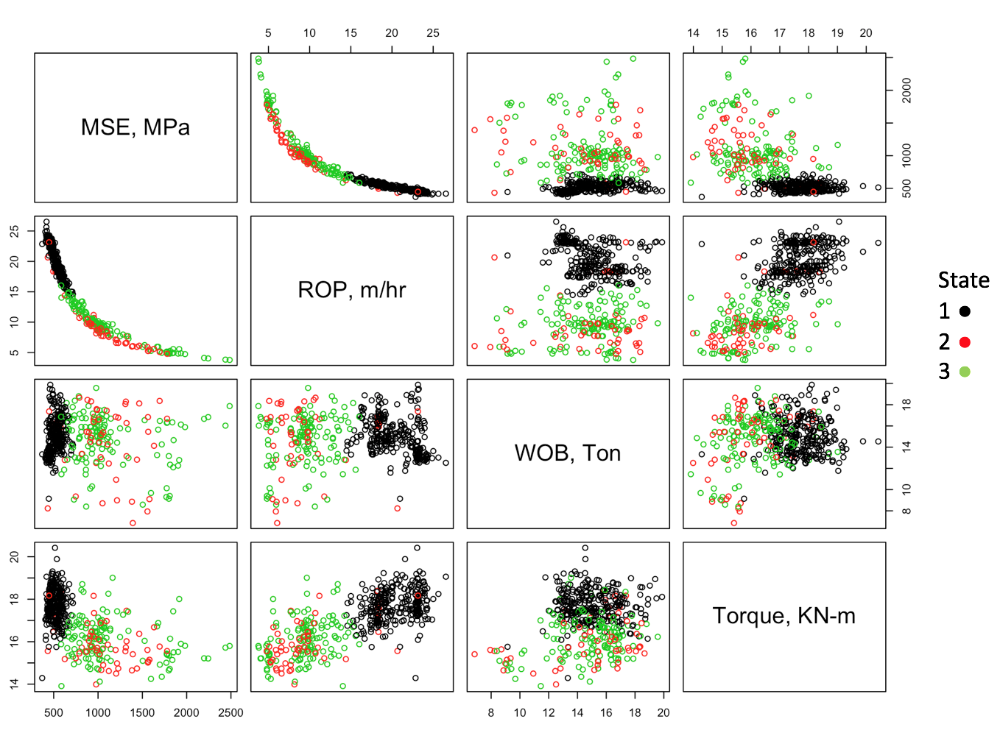 5 10 15 20 25
14 15 16 17 18 19 20
MSE, MPa
500 1000 2000
5 10 15 20 25
ROP, m/hr
State
1
2
3
WOB, Ton
8 10 14 18
14 16 18 20
Torque, KN-m
500 1000 1500 2000 2500
8 10 12 14 16 18 20